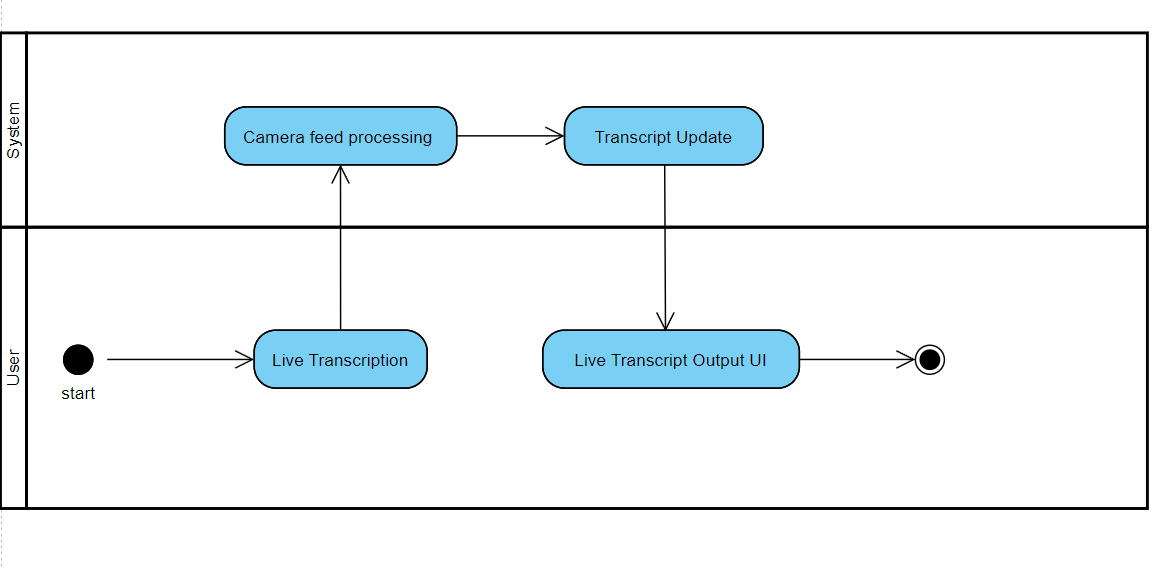 System
Camera feed processing
Transcript Update
User
start
Live Transcription
Live Transcript Output UI